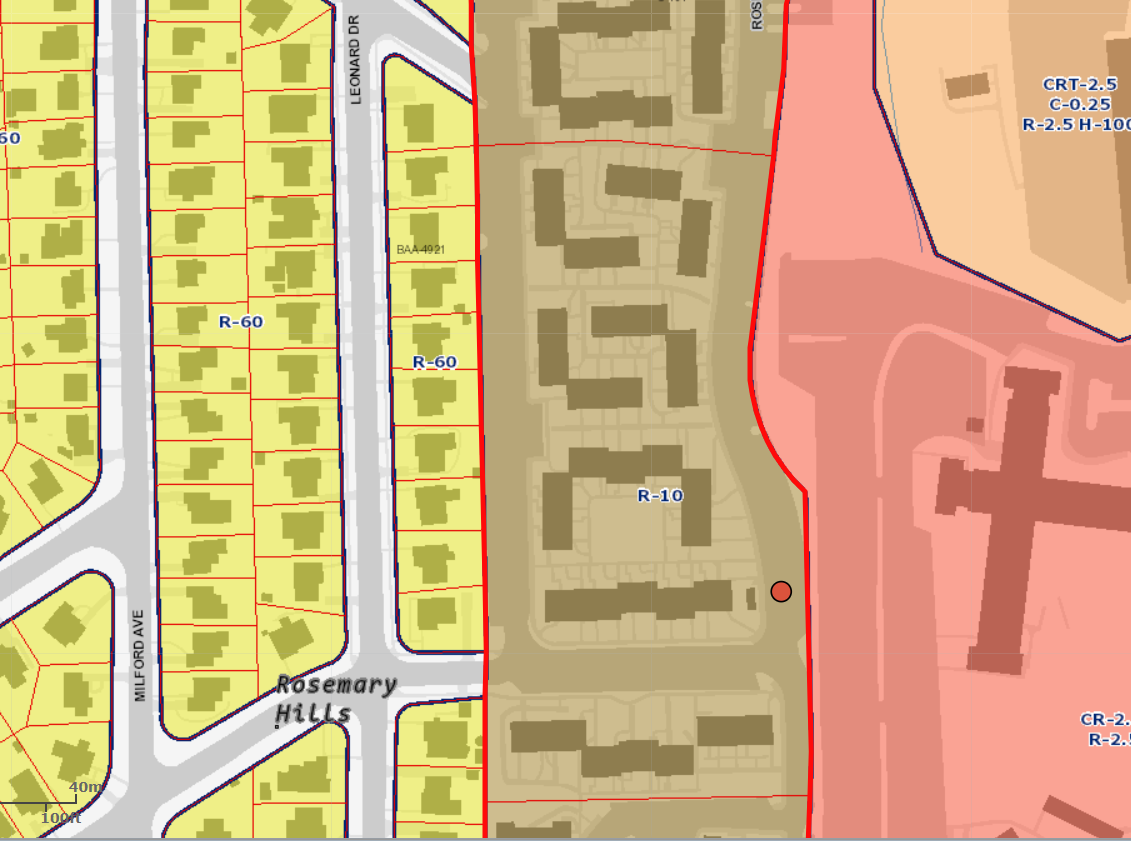 LEONARD DR
ROS
CRT-2.5
C-0.25
R-2.5 H-100
60
BAA-4921
R-60
R-60
R-10
MILFORD AVE
Rosemary
Hills
CR-2.
R-2.5
40m
100ft